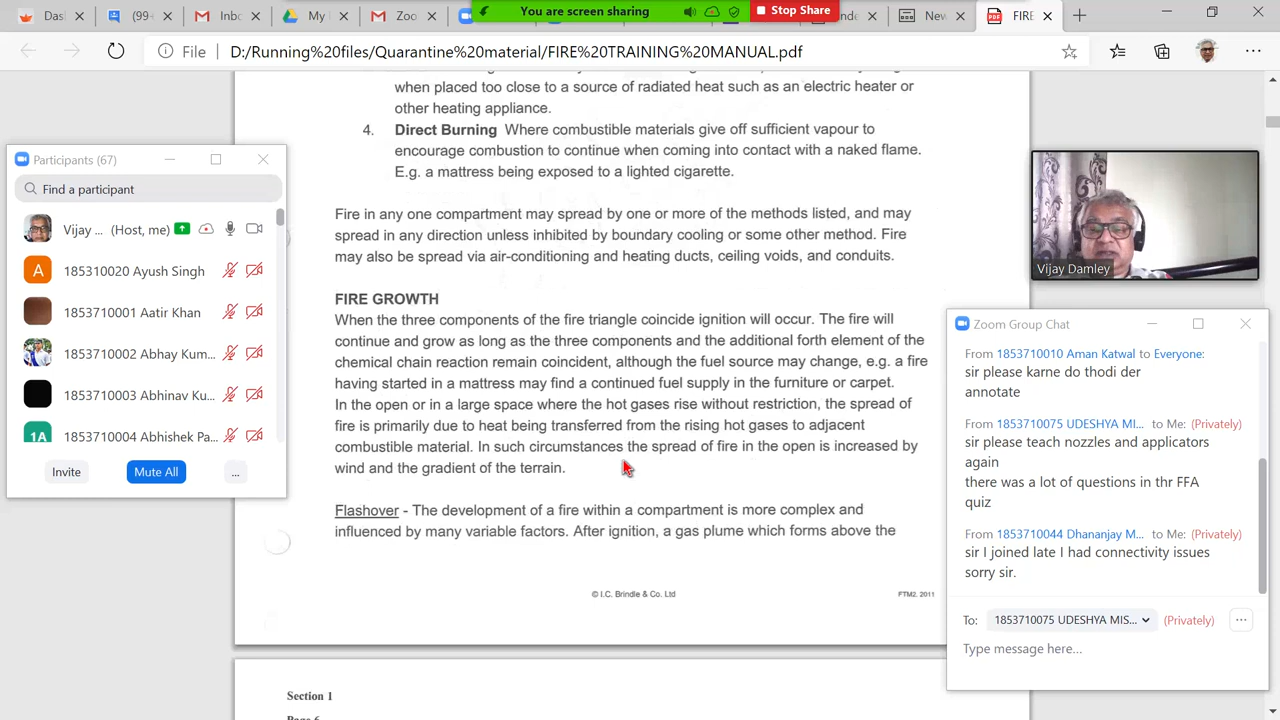 Das
(99
Inb
My
Zoo
You are screen sharing
Stop Share
nde
New
FIRE
File
D:/Running%20files/Quarantine%20material/FIRE%20TRAINING%20MANUAL.pdf
when placed too close to a source of radiated heat such as an electric heater or
other heating appliance.
4. Direct Burning Where combustible materials give off sufficient vapour to
encourage combustion to continue when coming into contact with a naked flame.
E.g. a mattress being exposed to a lighted cigarette.
Fire in any one compartment may spread by one or more of the methods listed, and may
spread in any direction unless inhibited by boundary cooling or some other method. Fire
may also be spread via air-conditioning and heating ducts, ceiling voids, and conduits.
FIRE GROWTH
When the three components of the fire triangle coincide ignition will occur. The fire will
continue and grow as long as the three components and the additional forth element of the
chemical chain reaction remain coincident, although the fuel source may change, e.g. a fire
having started in a mattress may find a continued fuel supply in the furniture or carpet.
In the open or in a large space where the hot gases rise without restriction, the spread of
fire is primarily due to heat being transferred from the rising hot gases to adjacent
combustible material. In such circumstances the spread of fire in the open is increased by
wind and the gradient of the terrain.
Flashover - The development of a fire within a compartment is more complex and
influenced by many variable factors. After ignition, a gas plume which forms above the
© I.C. Brindle & Co. Ltd
FTM2. 2011
Section 1
Page 6
Participants (67)
Find a participant
Vijay ... (Host, me)
A 185310020 Ayush Singh
1853710001 Aatir Khan
1853710002 Abhay Kum...
1853710003 Abhinav Ku...
1A 1853710004 Abhishek Pa...
Invite
Mute All
...
Vijay Damley
Zoom Group Chat
From 1853710010 Aman Katwal to Everyone:
sir please karne do thodi der
annotate
From 1853710075 UDESHYA MI... to Me: (Privately)
sir please teach nozzles and applicators
again
there was a lot of questions in thr FFA
quiz
From 1853710044 Dhananjay M... to Me: (Privately)
sir I joined late I had connectivity issues
sorry sir.
To: 1853710075 UDESHYA MIS... (Privately)
Type message here...